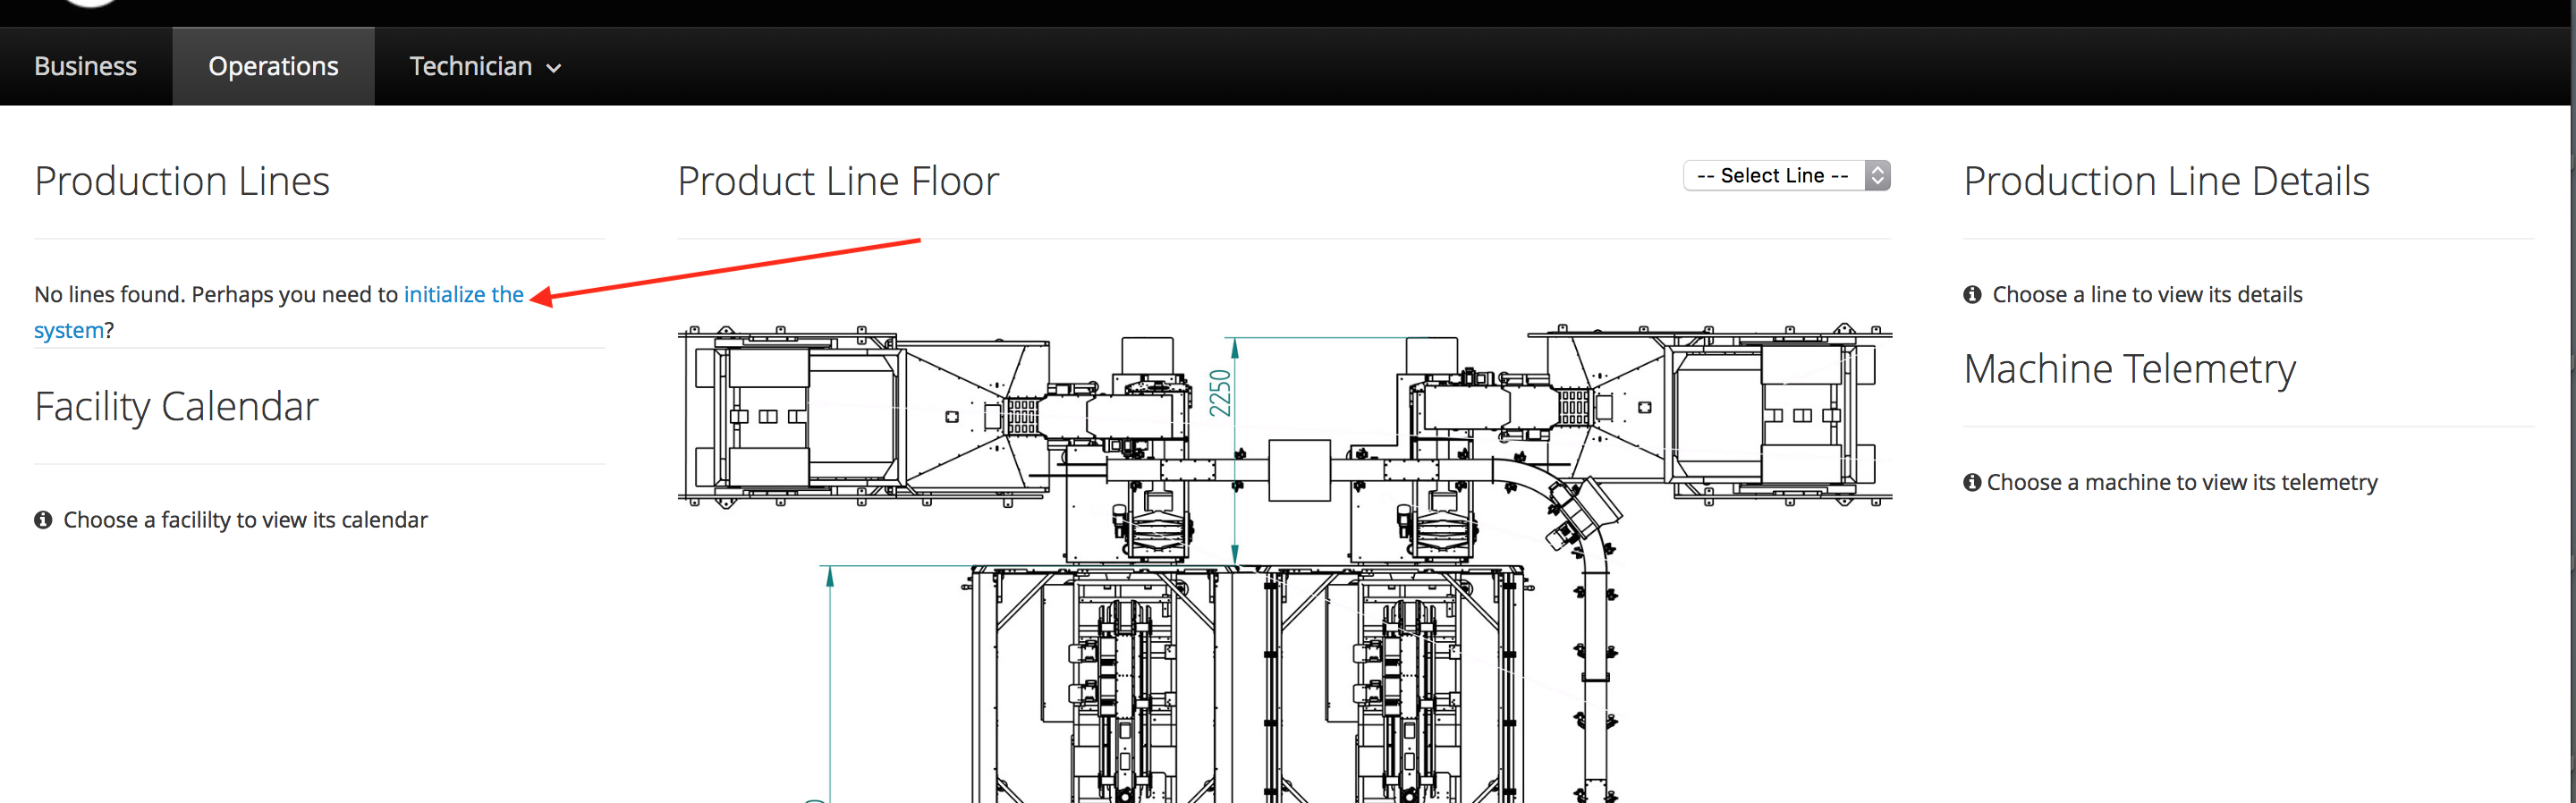 Business
Operations
Technician
Production Lines
No lines found. Perhaps you need to initialize the
system?
Facility Calendar
Choose a facililty to view its calendar
Product Line Floor
-- Select Line --
2250
Production Line Details
Choose a line to view its details
Machine Telemetry
Choose a machine to view its telemetry